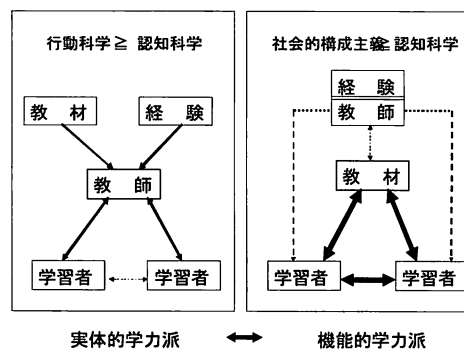 行動科学≧ 認知科学
教 材
経 験
教 師
学習者
学習者
社会的構成主義≧認知科学
経 験
教 師
教 材
学習者
学習者
実体的学力派
機能的学力派